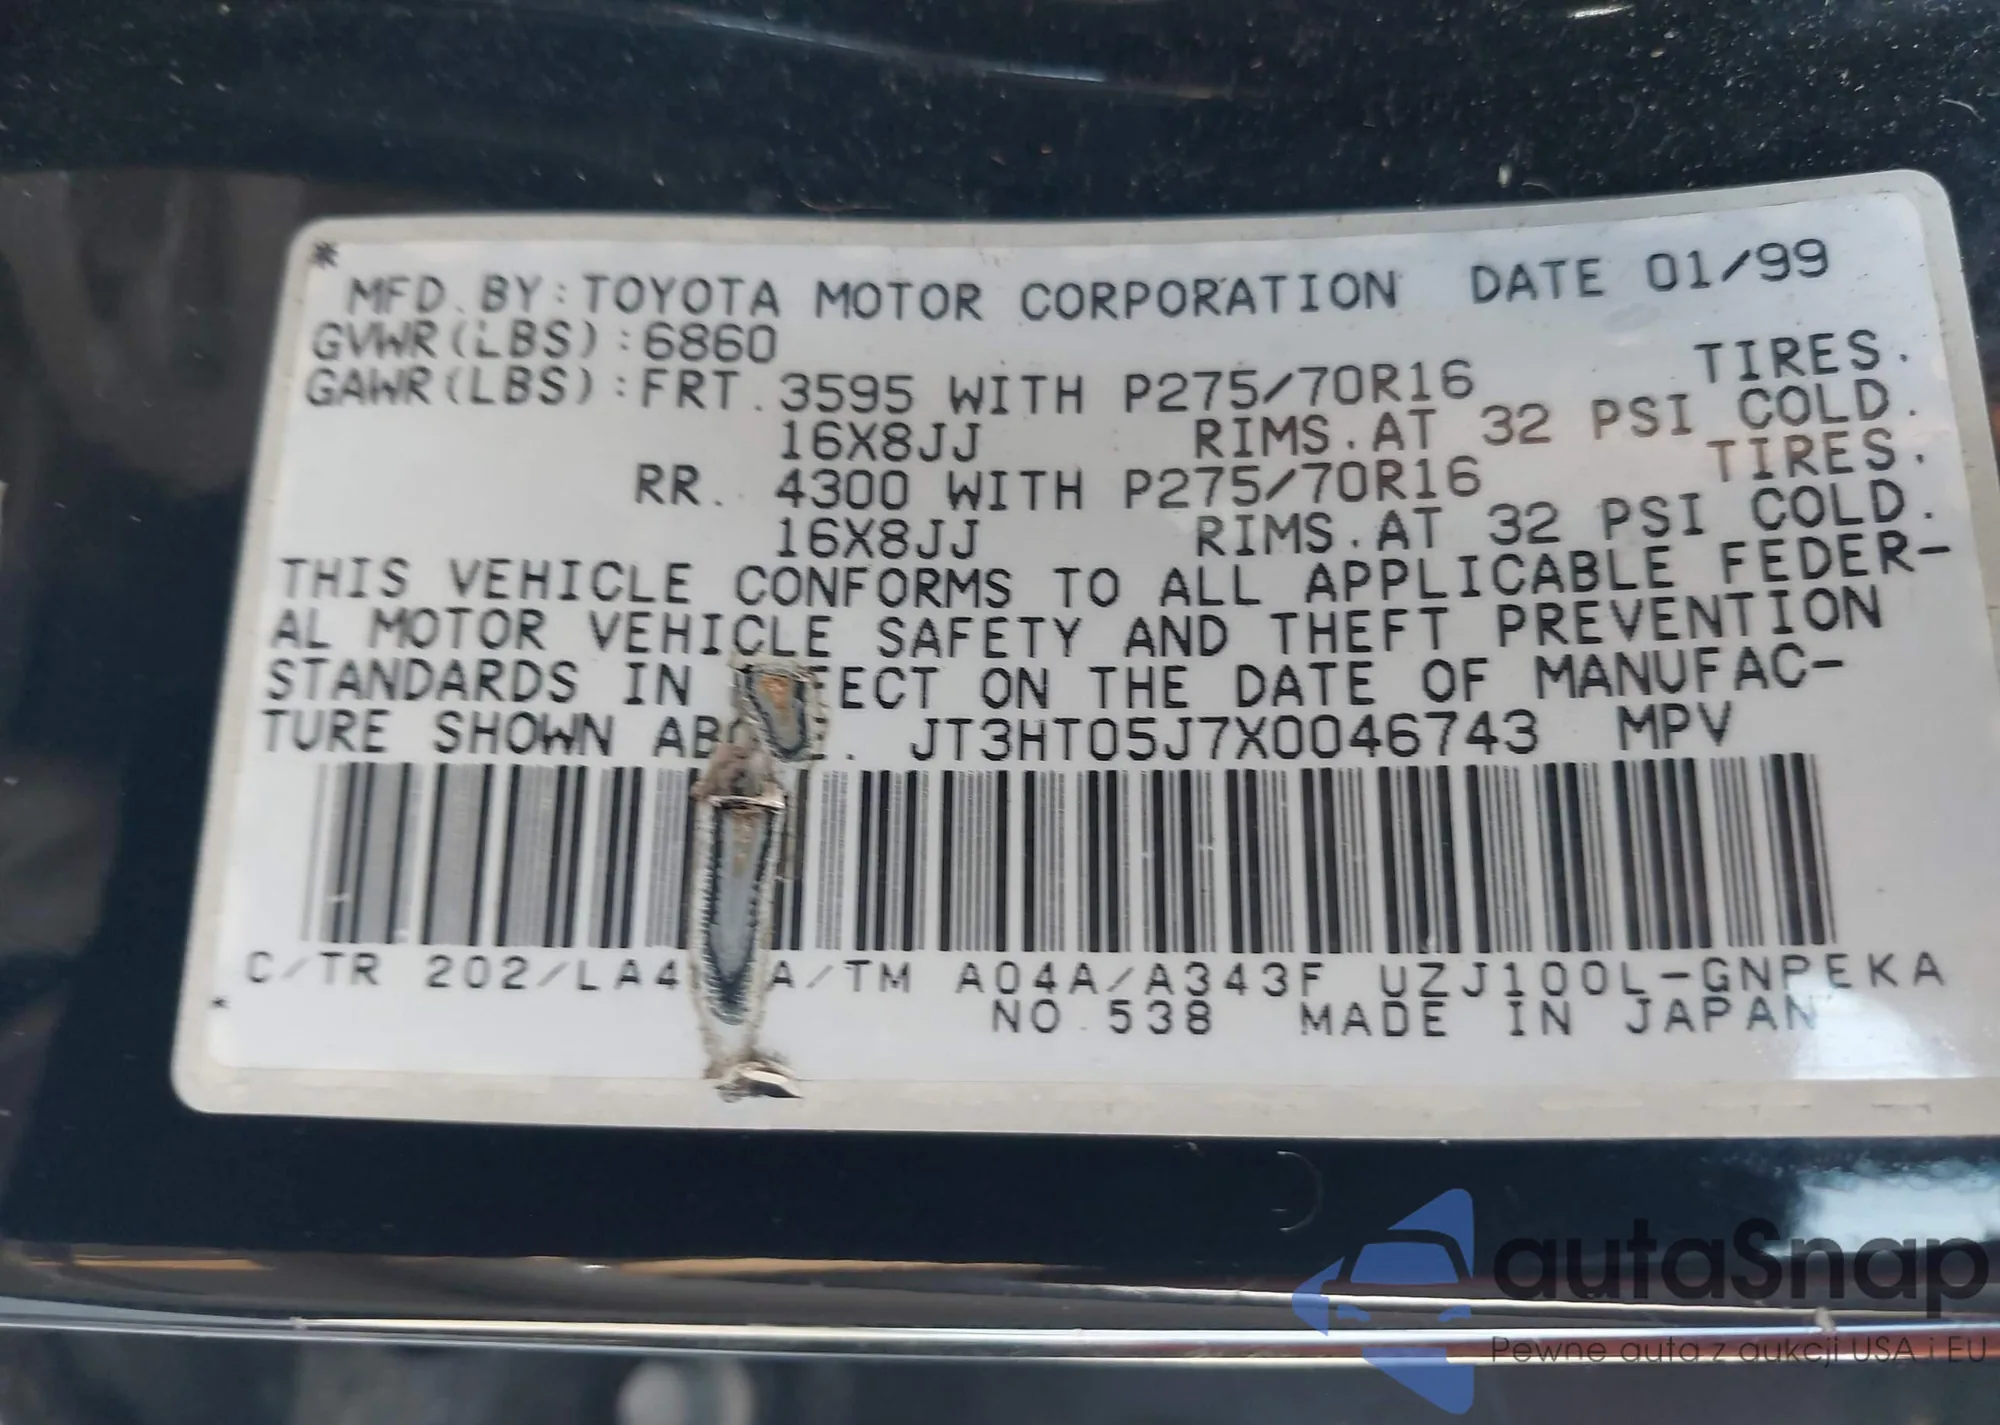 *
MFD. BY: TOYOTA MOTOR CORPORATION DATE 01/99
GVWR(LBS):6860
GAWR(LBS):FRT. 3595 WITH P275/70R16 TIRES.
16X8JJ RIMS.AT 32 PSI COLD.
RR. 4300 WITH P275/70R16 TIRES.
16X8JJ RIMS.AT 32 PSI COLD.
THIS VEHICLE CONFORMS TO ALL APPLICABLE FEDER-
AL MOTOR VEHICLE SAFETY AND THEFT PREVENTION
STANDARDS IN ON THE DATE OF MANUFAC-
TURE SHOWN JT3HT05J7X0046743 MPV
C/TR 202/ A/TM A04A/A343F UZJ100L-GNPEKA
* NO.538 MADE IN JAPAN
autaSnap
Pewne auta z aukcji USA i EU